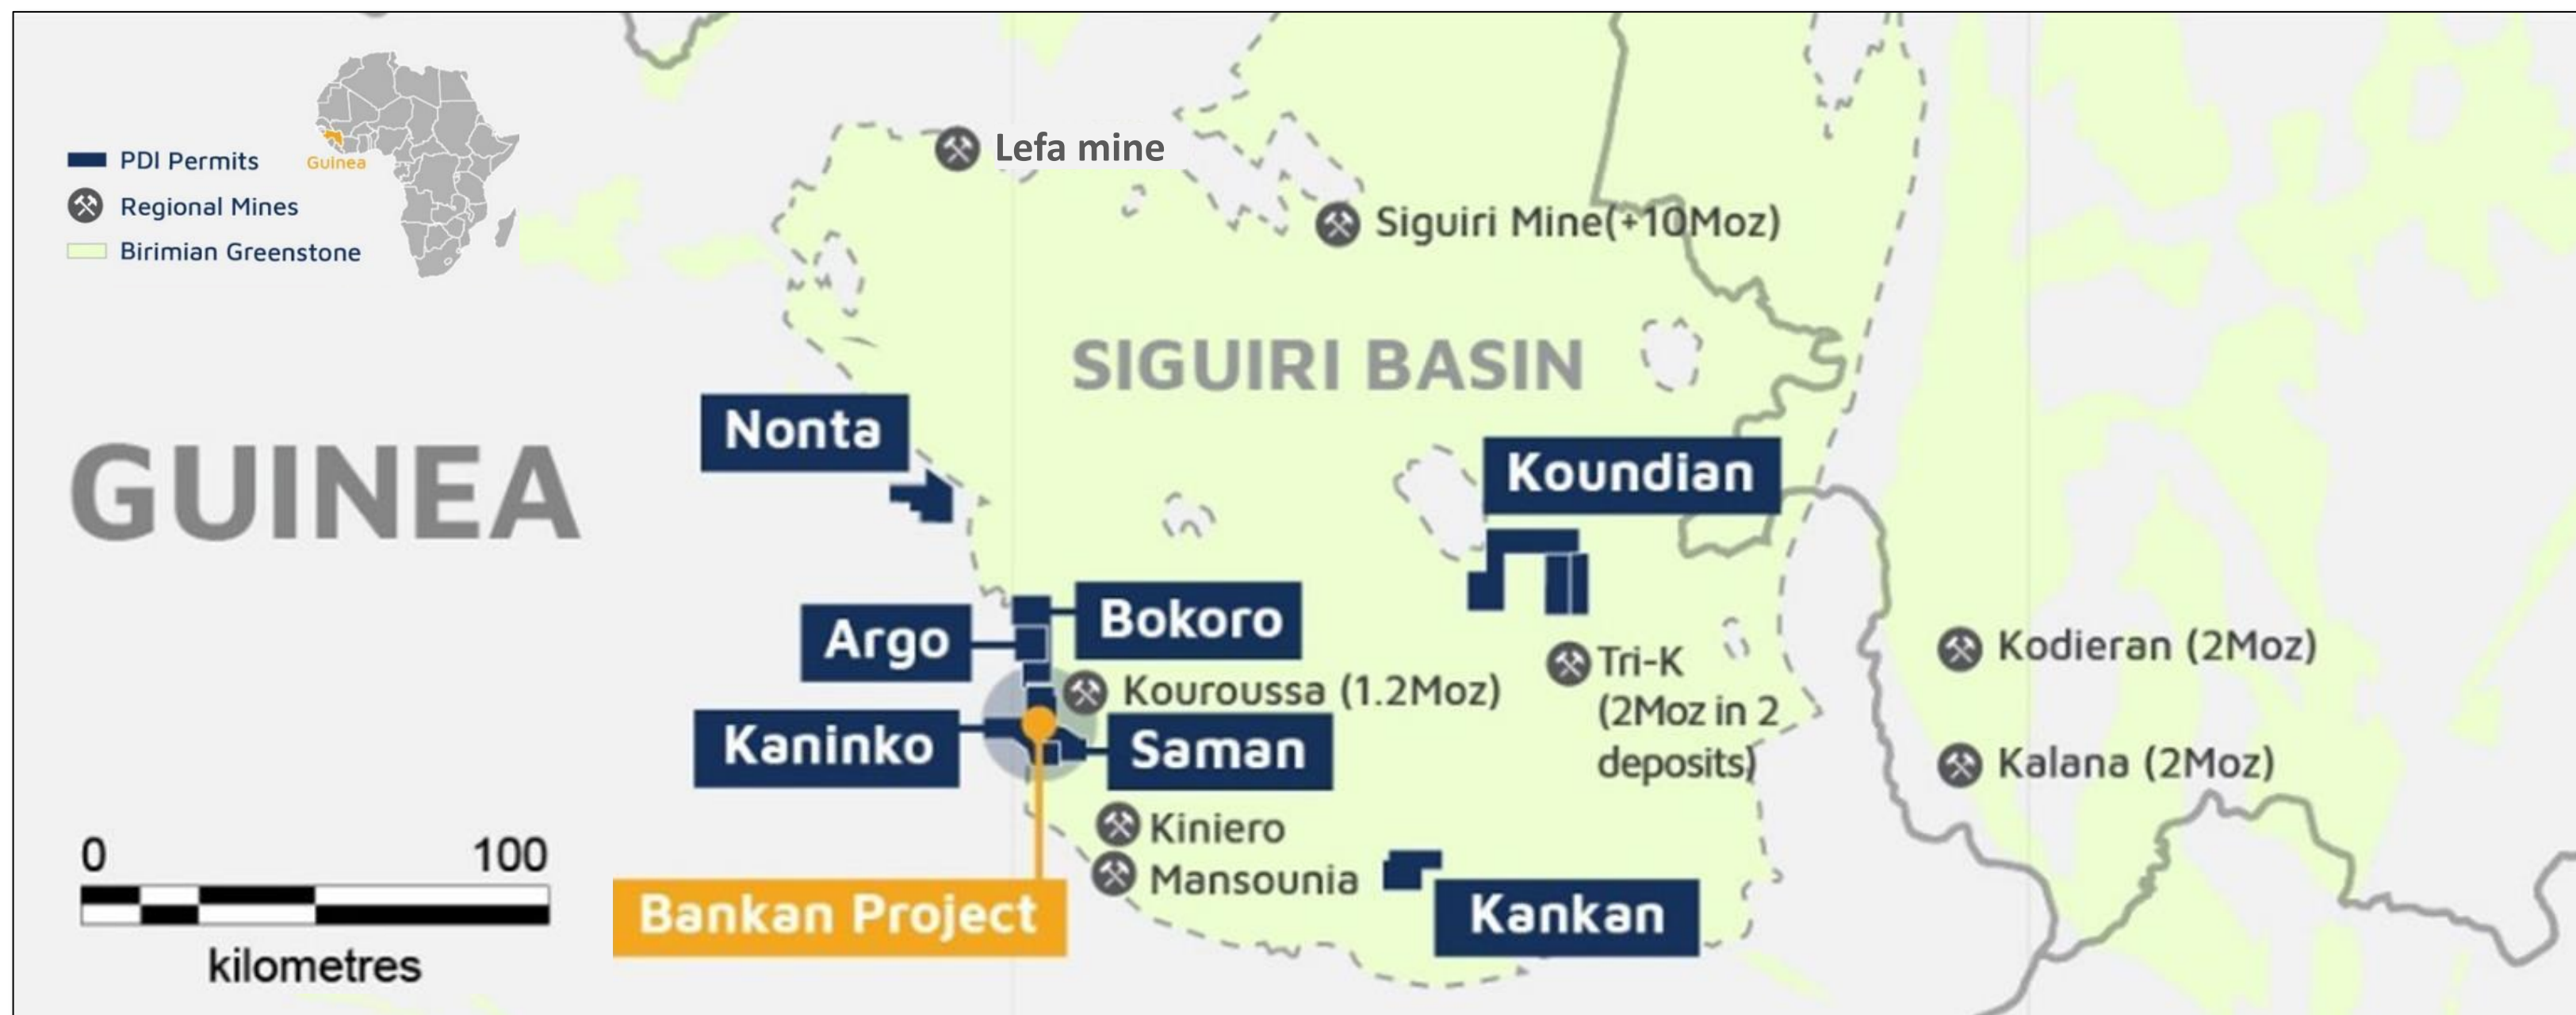 PDI Permits
Guinea
Regional Mines
Birimian Greenstone
Lefa mine
Siguiri Mine(+10Moz)
SIGUIRI BASIN
Nonta
GUINEA
Koundian
Bokoro
Argo
Kouroussa (1.2Moz)
Tri-K
(2Moz in 2
deposits)
Kodieran (2Moz)
Kaninko
Saman
Kalana (2Moz)
Kiniero
Mansounia
Kankan
Bankan Project
0 100
kilometres